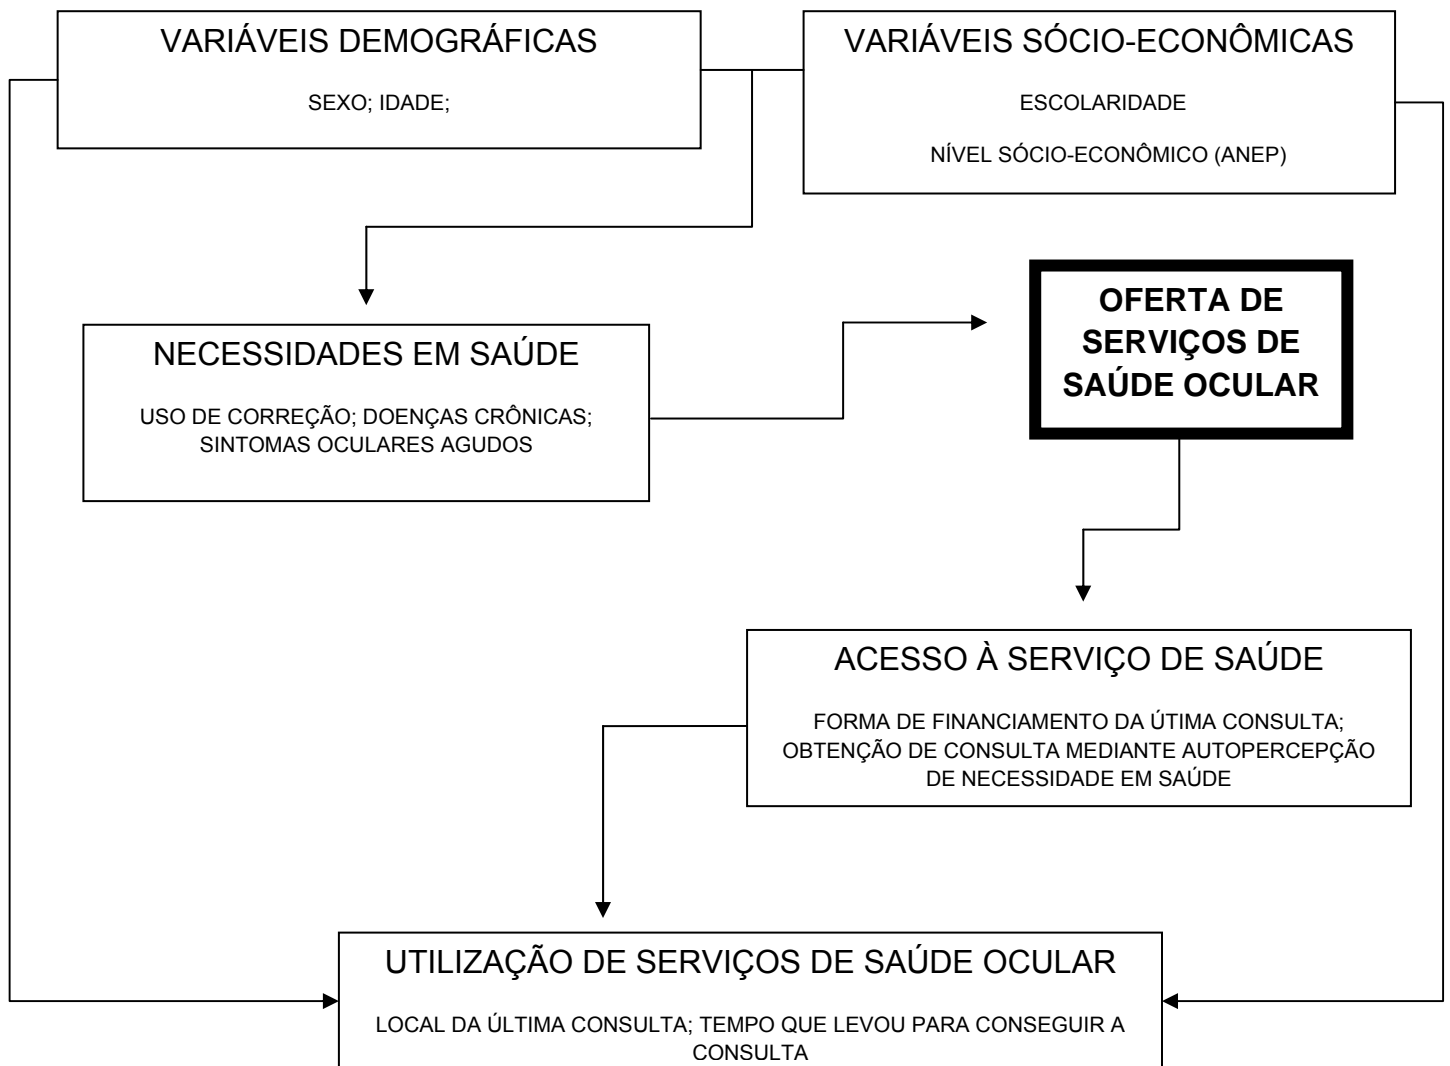 VARIÁVEIS DEMOGRÁFICAS
SEXO; IDADE;
VARIÁVEIS SÓCIO-ECONÔMICAS
ESCOLARIDADE
NÍVEL SÓCIO-ECONÔMICO (ANEP)
NECESSIDADES EM SAÚDE
USO DE CORREÇÃO; DOENÇAS CRÔNICAS;
SINTOMAS OCULARES AGUDOS
OFERTA DE
SERVIÇOS DE
SAÚDE OCULAR
ACESSO À SERVIÇO DE SAÚDE
FORMA DE FINANCIAMENTO DA ÚTIMA CONSULTA;
OBTENÇÃO DE CONSULTA MEDIANTE AUTOPERCEPÇÃO
DE NECESSIDADE EM SAÚDE
UTILIZAÇÃO DE SERVIÇOS DE SAÚDE OCULAR
LOCAL DA ÚLTIMA CONSULTA; TEMPO QUE LEVOU PARA CONSEGUIR A
CONSULTA